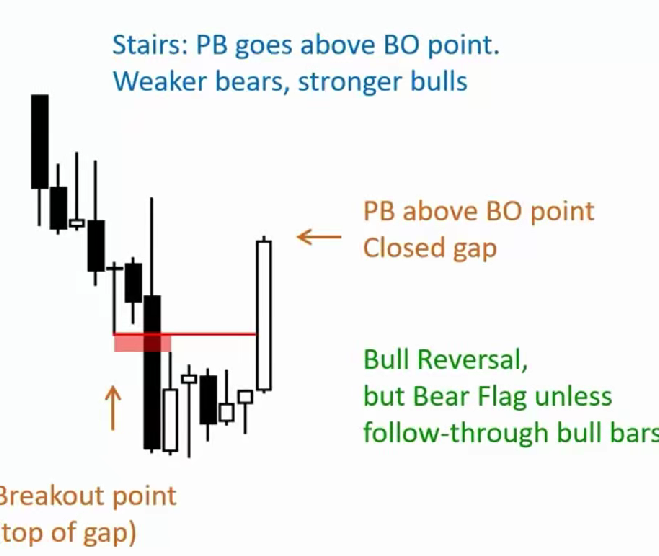 Stairs: PB goes above BO point.
Weaker bears, stronger bulls
PB above BO point
Closed gap
Bull Reversal,
but Bear Flag unless
follow-through bull bars
Breakout point
top of gap)